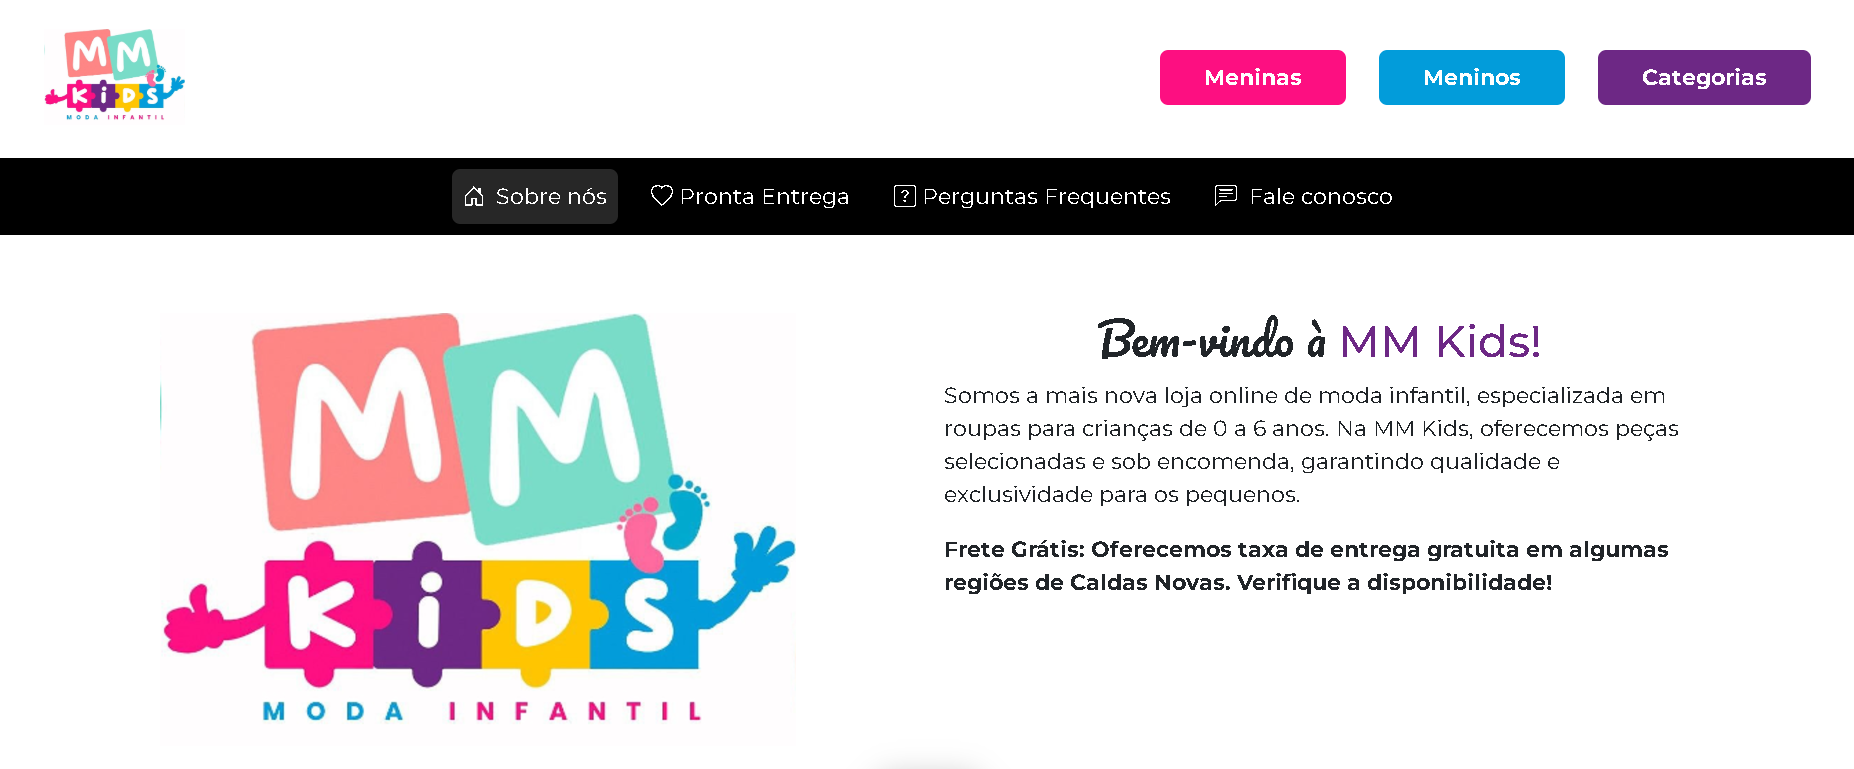 MM
KiDS
MODA INFANTIL
Meninas
Meninos
Categorias
Sobre nós
Pronta Entrega
Perguntas Frequentes
Fale conosco
MM
KiDS
MODA INFANTIL
Bem-vindo à MM Kids!
Somos a mais nova loja online de moda infantil, especializada em
roupas para crianças de 0 a 6 anos. Na MM Kids, oferecemos peças
selecionadas e sob encomenda, garantindo qualidade e
exclusividade para os pequenos.
Frete Grátis: Oferecemos taxa de entrega gratuita em algumas
regiões de Caldas Novas. Verifique a disponibilidade!